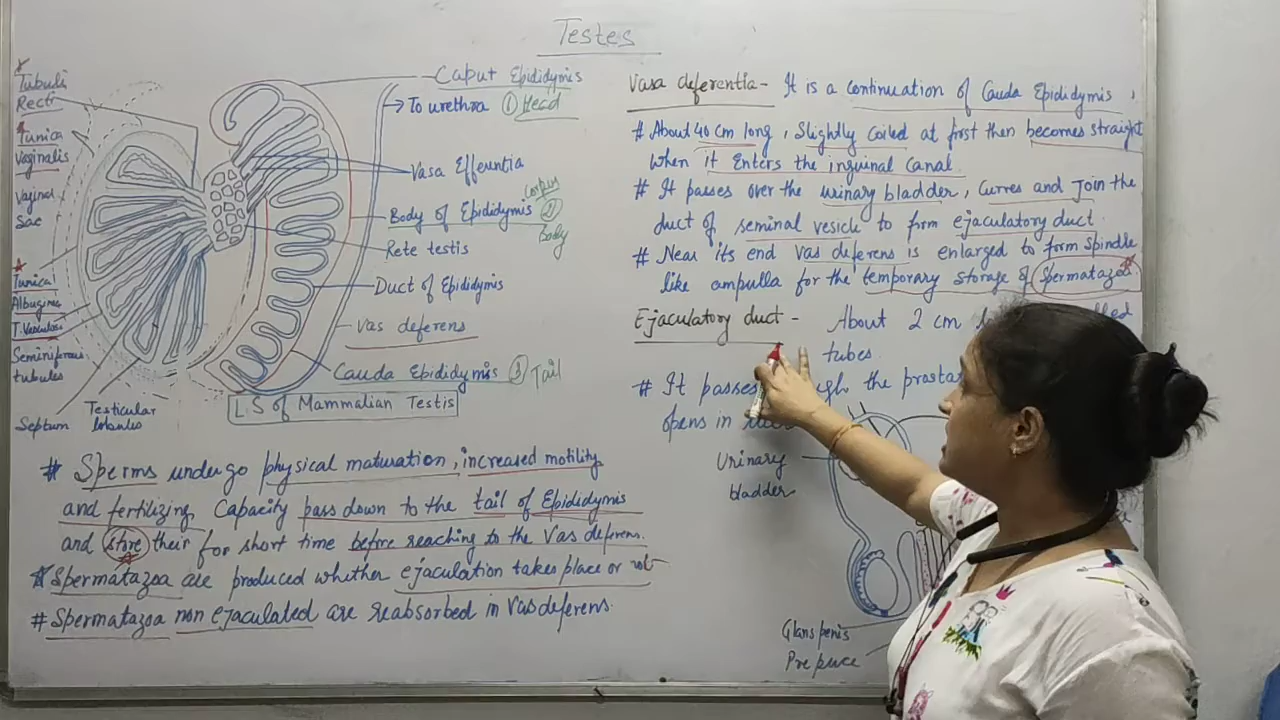 Testes
Tubuli
Recti
Tunica
vaginalis
vaginal
Sac
Tunica
Albuginea
T. Vasculosa
Seminiferous
tubules
Septum
Testicular
lobules
Caput Epididymis
To urethra ① Head
Vasa Efferentia
Corpus
Body of Epididymis ②
Body
Rete testis
Duct of Epididymis
Vas deferens
Cauda Epididymis ③ Tail
L.S of Mammalian Testis
# Sperms undergo physical maturation, increased motility
and fertilizing Capacity pass down to the tail of Epididymis
and store their for short time before reaching to the Vas deferens.
* Spermatazoa are produced whether ejaculation takes place or not
# Spermatazoa non ejaculated are reabsorbed in Vas deferens.
Vasa deferentia - It is a continuation of Cauda Epididymis,
# About 40 cm long, Slightly Coiled at first then becomes straight
when it Enters the inguinal Canal.
# It passes over the urinary bladder, Curves and Join the
duct of seminal vesicle to form ejaculatory duct.
# Near its end vas deferens is enlarged to form spindle
like ampulla for the temporary storage of Spermatazoa
Ejaculatory duct - About 2 cm
tubes.
# It passes the
opens in
Urinary
bladder
Glans penis
Prepuce